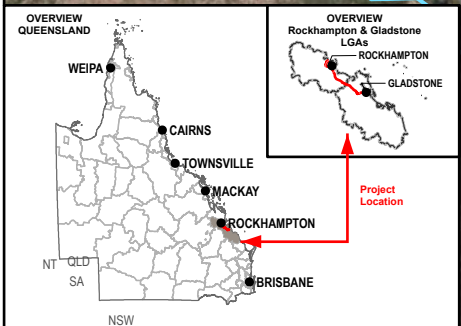 OVERVIEW
QUEENSLAND
WEIPA
CAIRNS
TOWNSVILLE
MACKAY
ROCKHAMPTON
BRISBANE
NT QLD
SA
NSW
OVERVIEW
Rockhampton & Gladstone
LGAs
ROCKHAMPTON
GLADSTONE
Project
Location